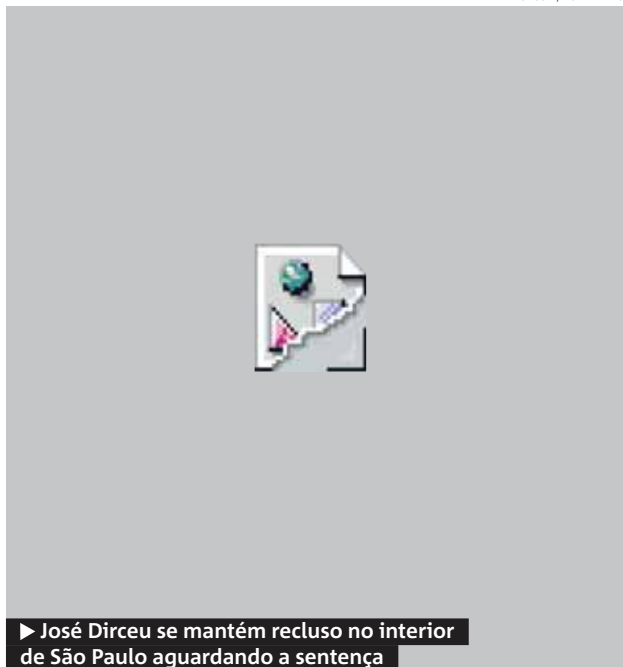 ▶ José Dirceu se mantém recluso no interior
de São Paulo aguardando a sentença